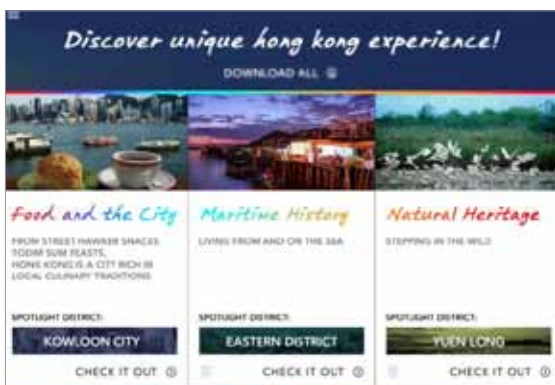 Discover unique hong kong experience!
DOWNLOAD ALL
Food and the City
FROM STREET HAWKER SNACKS
TODIM SUM FEASTS,
HONG KONG IS A CITY RICH IN
LOCAL CULINARY TRADITIONS
SPOTLIGHT DISTRICT:
KOWLOON CITY
CHECK IT OUT
Maritime History
LIVING FROM AND ON THE SEA
SPOTLIGHT DISTRICT:
EASTERN DISTRICT
CHECK IT OUT
Natural Heritage
STEPPING IN THE WILD
SPOTLIGHT DISTRICT:
YUEN LONG
CHECK IT OUT